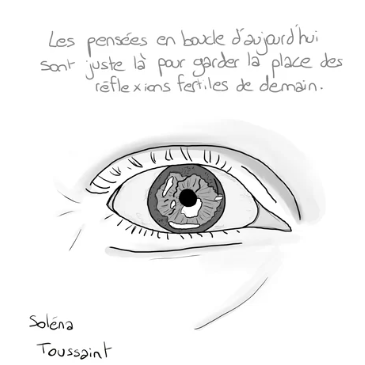 Les pensées en boucle d'aujourd'hui
sont juste là pour garder la place des
réflexions fertiles de demain.
Soléna
Toussaint